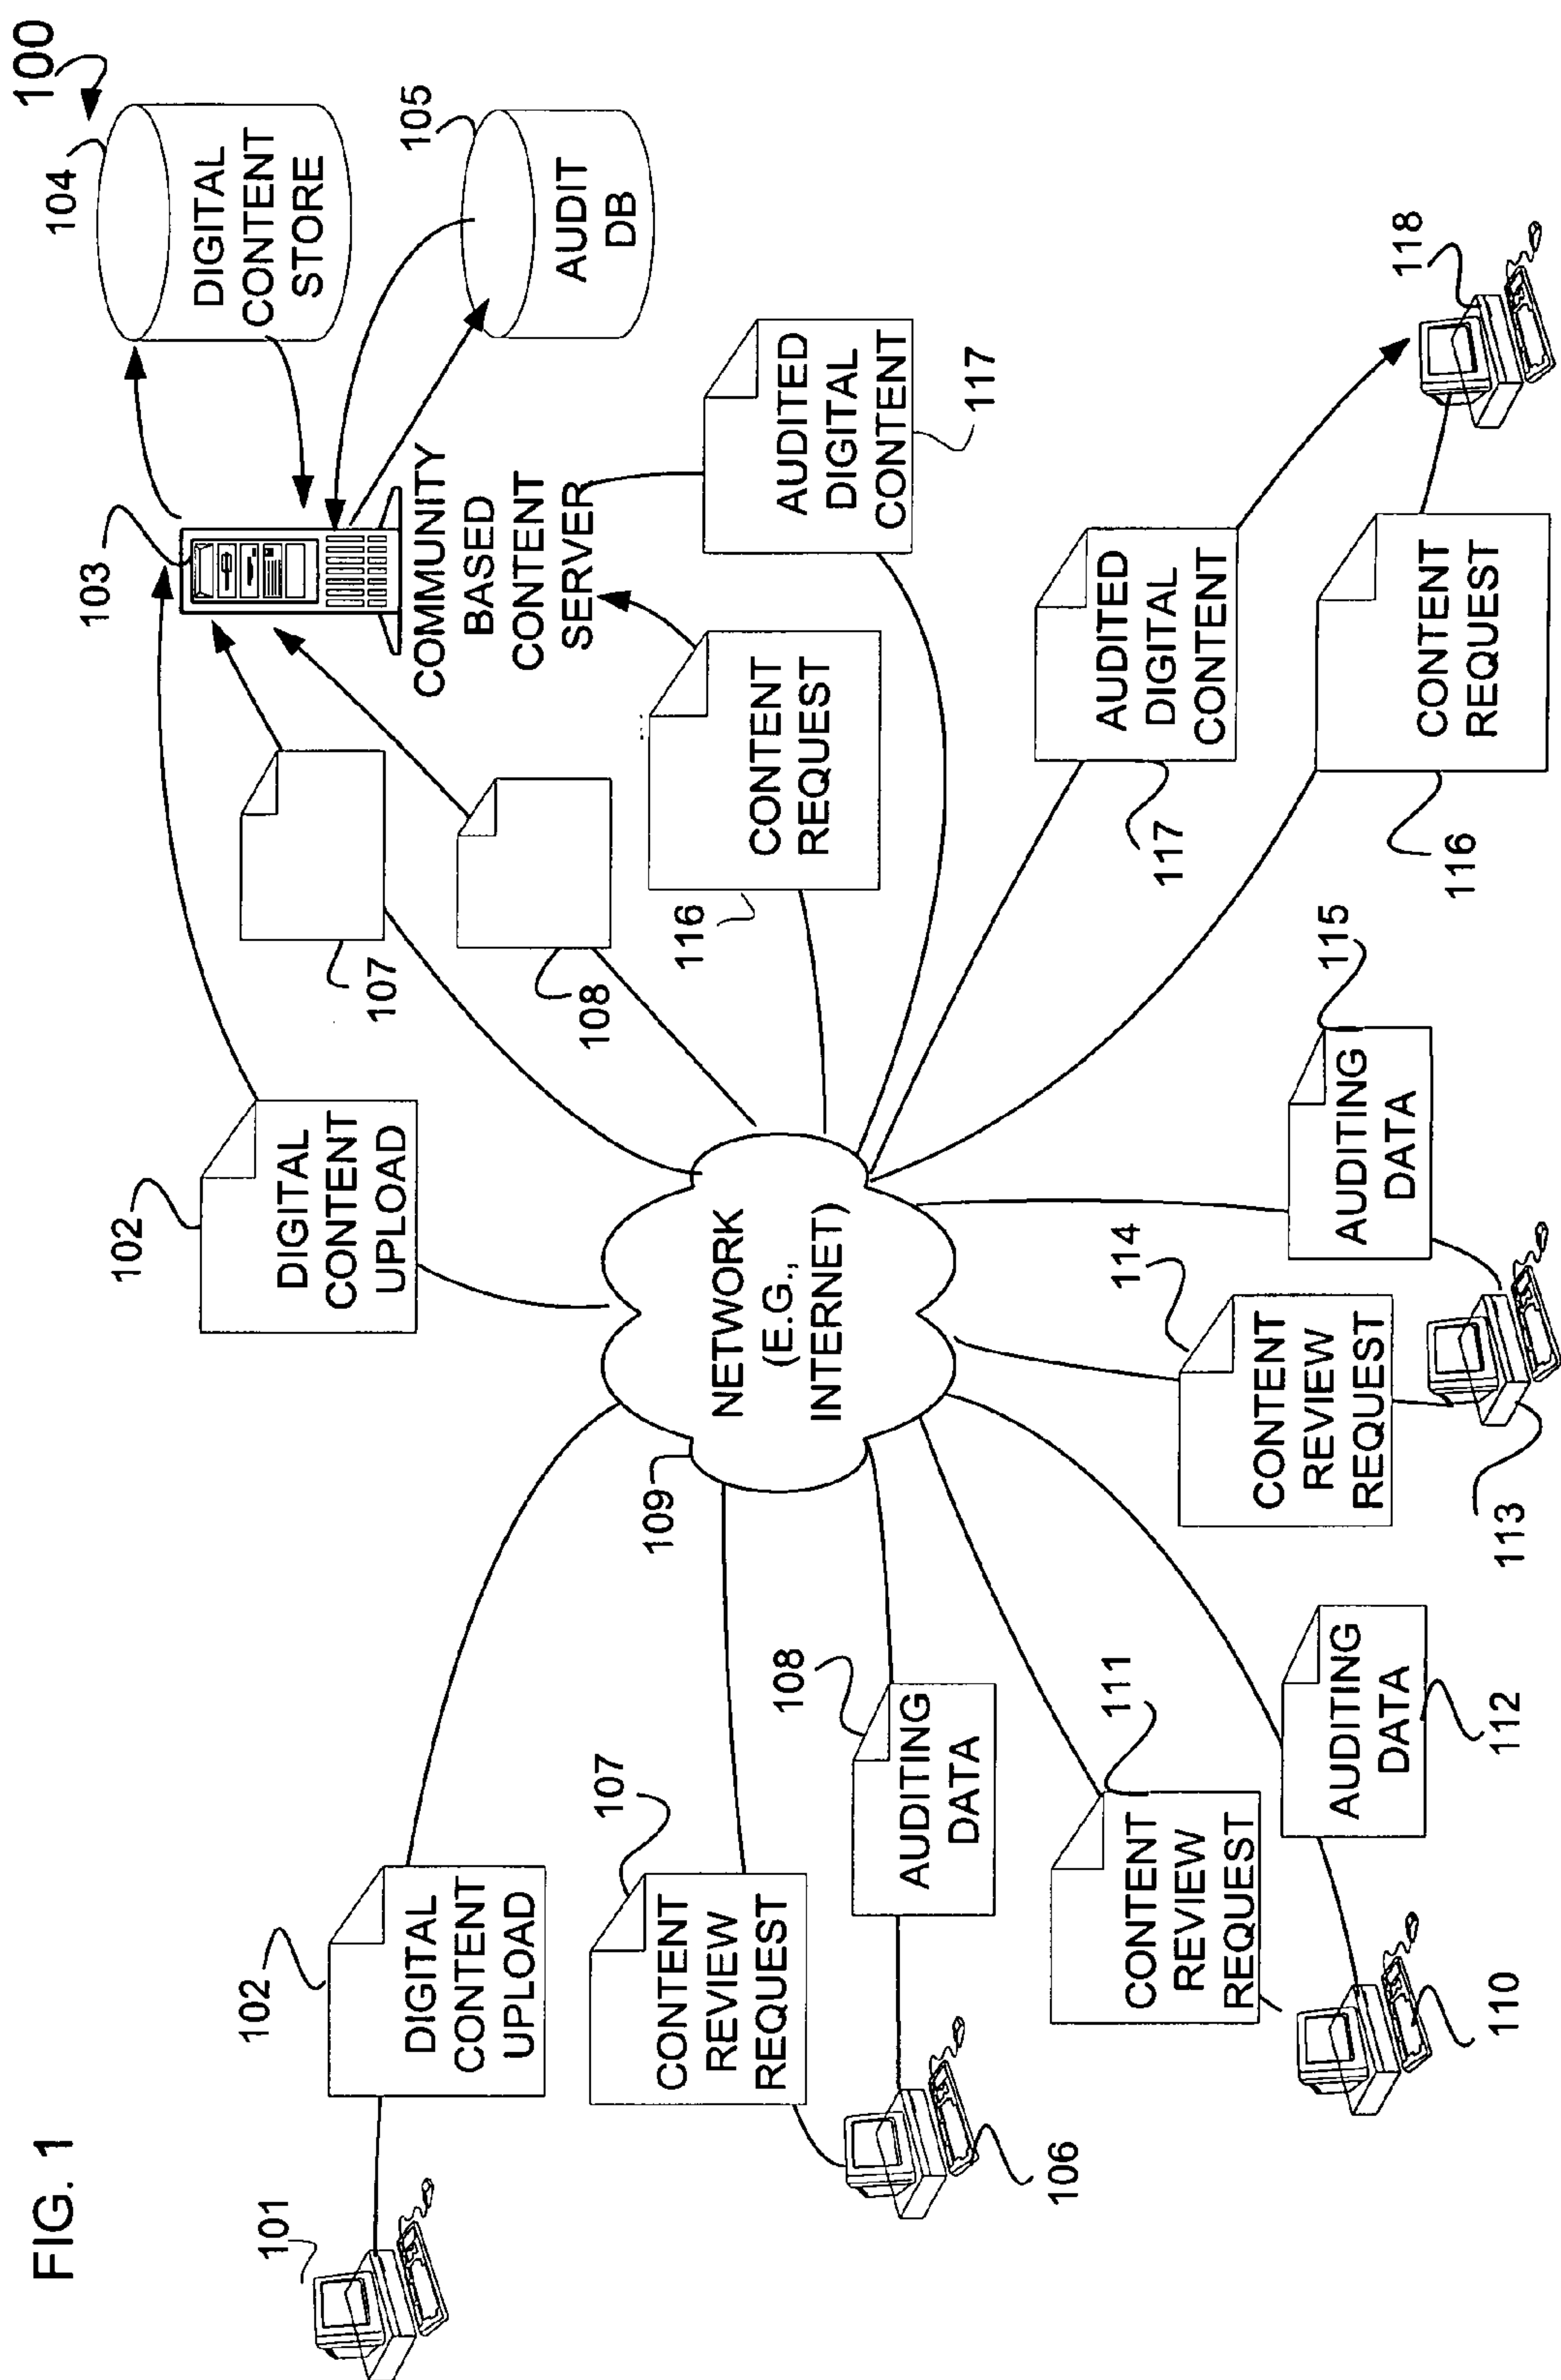 FIG. 1
100
101
102
DIGITAL
CONTENT
UPLOAD
102
DIGITAL
CONTENT
UPLOAD
103
COMMUNITY
BASED
CONTENT
SERVER
104
DIGITAL
CONTENT
STORE
105
AUDIT
DB
106
107
CONTENT
REVIEW
REQUEST
108
AUDITING
DATA
107
108
109
NETWORK
(E.G.,
INTERNET)
116
CONTENT
REQUEST
AUDITED
DIGITAL
CONTENT
117
110
111
CONTENT
REVIEW
REQUEST
AUDITING
DATA
112
113
114
CONTENT
REVIEW
REQUEST
115
AUDITING
DATA
AUDITED
DIGITAL
CONTENT
117
CONTENT
REQUEST
116
118